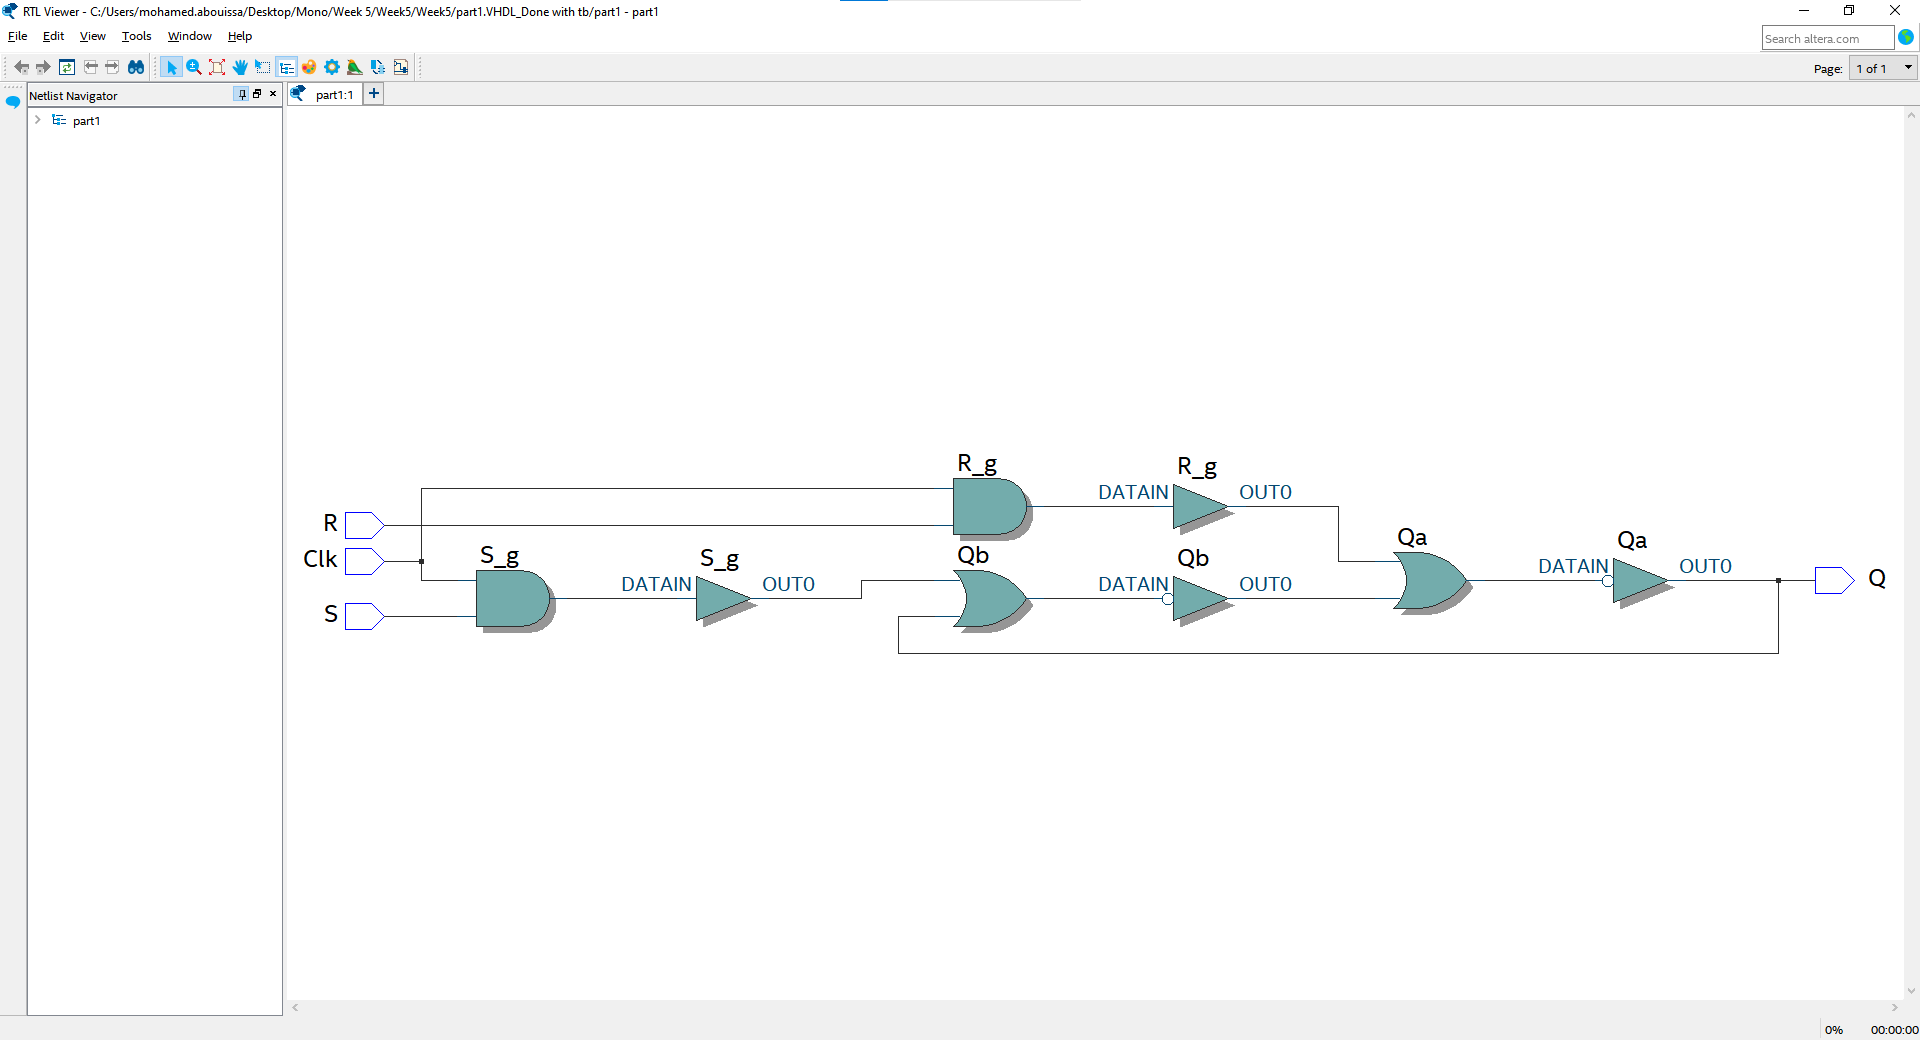 RTL Viewer - C:/Users/mohamed.abouissa/Desktop/Mono/Week 5/Week5/Week5/part1.VHDL_Done with tb/part1 - part1
File Edit View Tools Window Help
Search altera.com
Page: 1 of 1
Netlist Navigator
part1:1
part1
R_g
R_g
DATAIN
OUT0
R
Qa
Clk
S_g
S_g
Qb
Qb
Qa
DATAIN
OUT0
DATAIN
OUT0
DATAIN
OUT0
Q
S
0%
00:00:00